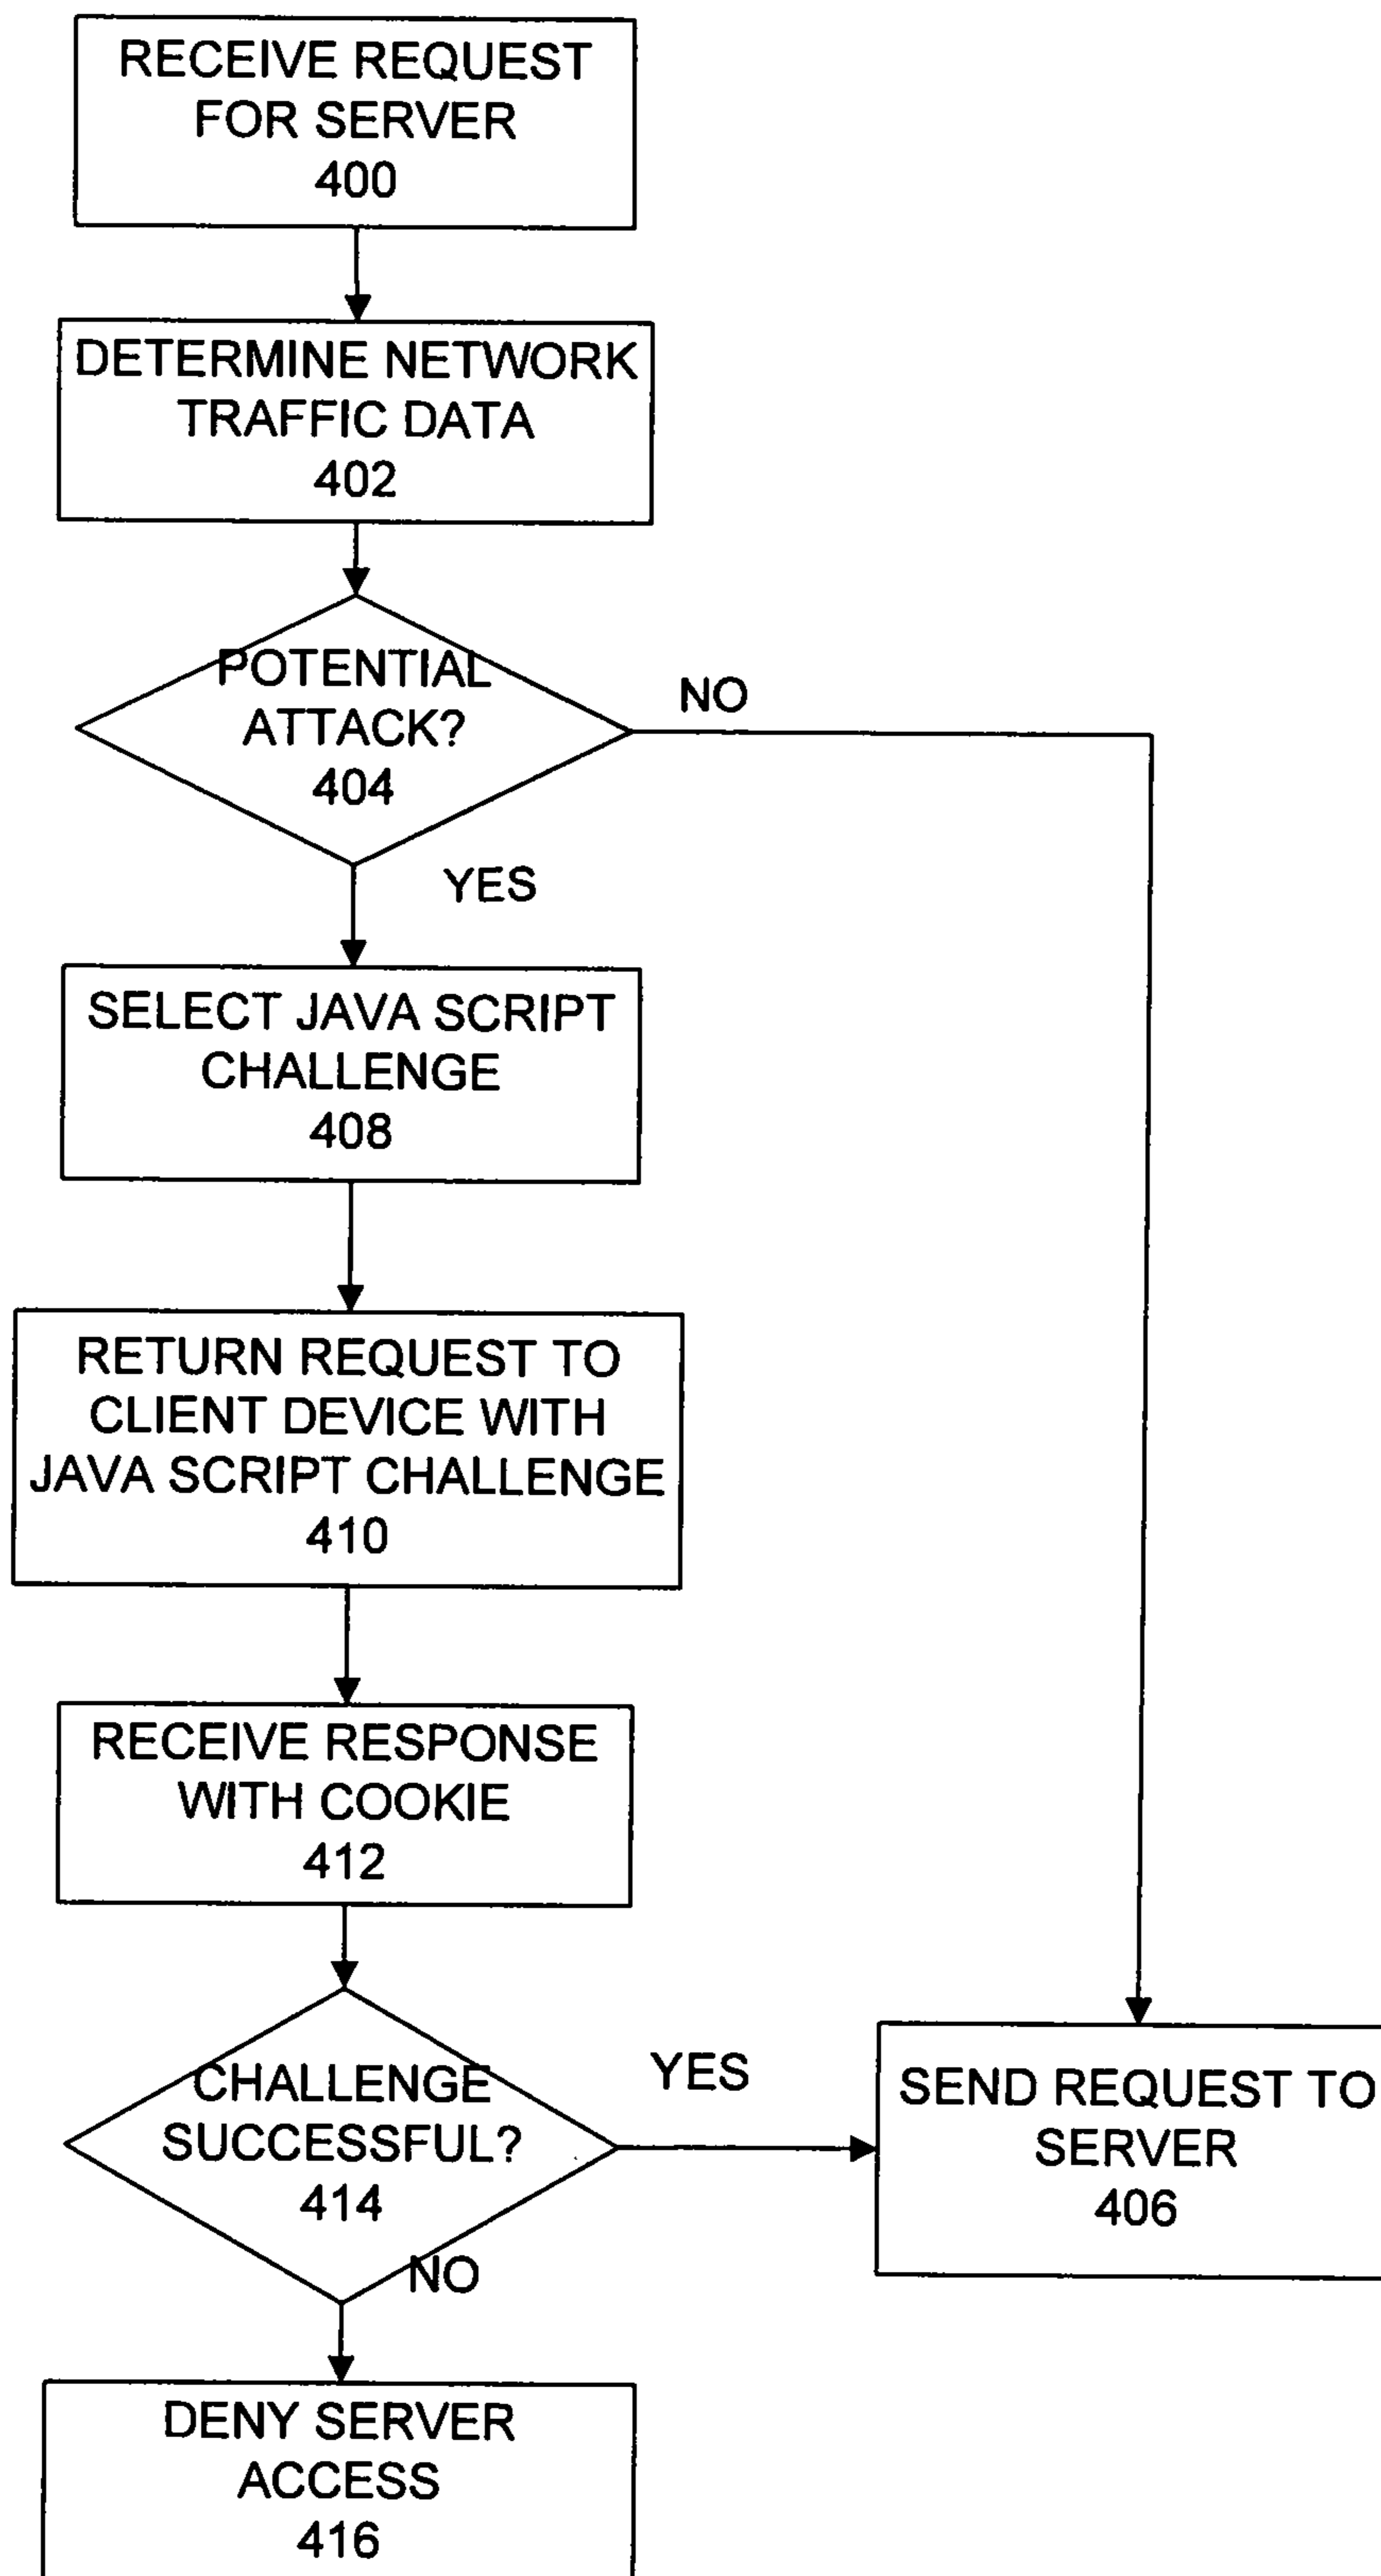 RECEIVE REQUEST
FOR SERVER
400
DETERMINE NETWORK
TRAFFIC DATA
402
POTENTIAL
ATTACK?
404
NO
YES
SELECT JAVA SCRIPT
CHALLENGE
408
RETURN REQUEST TO
CLIENT DEVICE WITH
JAVA SCRIPT CHALLENGE
410
RECEIVE RESPONSE
WITH COOKIE
412
CHALLENGE
SUCCESSFUL?
414
YES
SEND REQUEST TO
SERVER
406
NO
DENY SERVER
ACCESS
416